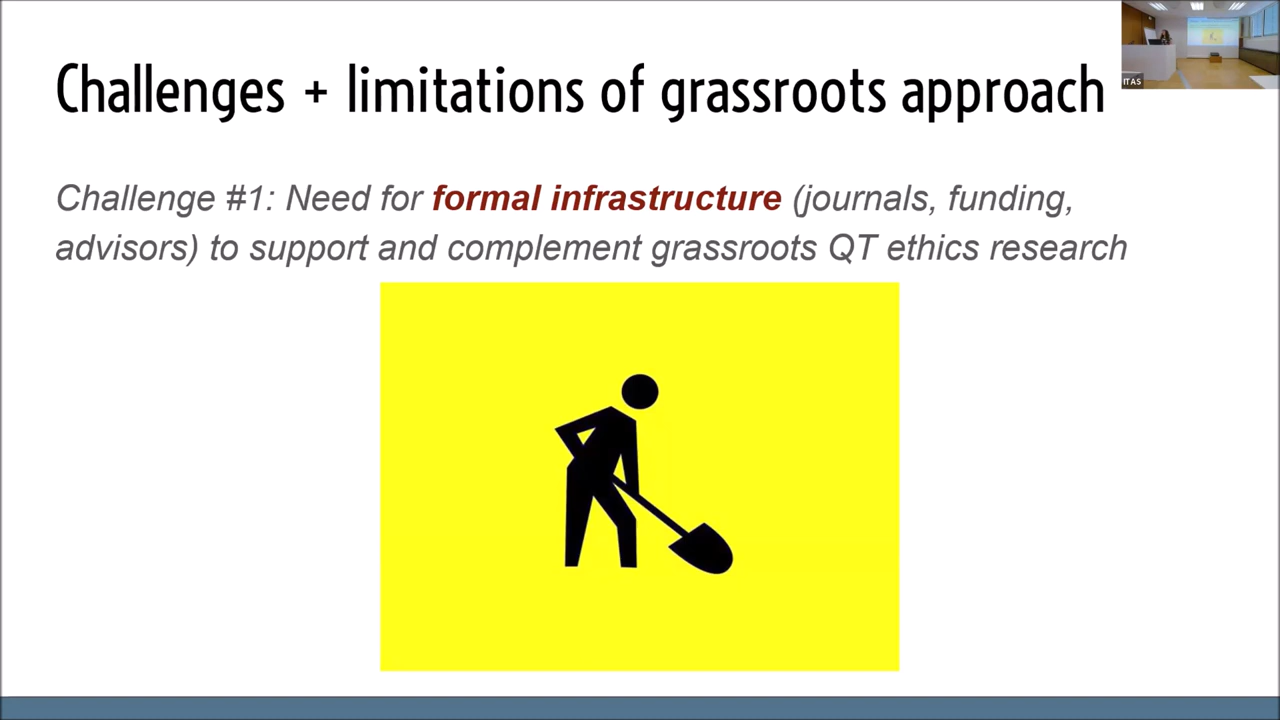 Challenges + limitations of grassroots approach
ITAS
Challenge #1: Need for formal infrastructure (journals, funding,
advisors) to support and complement grassroots QT ethics research